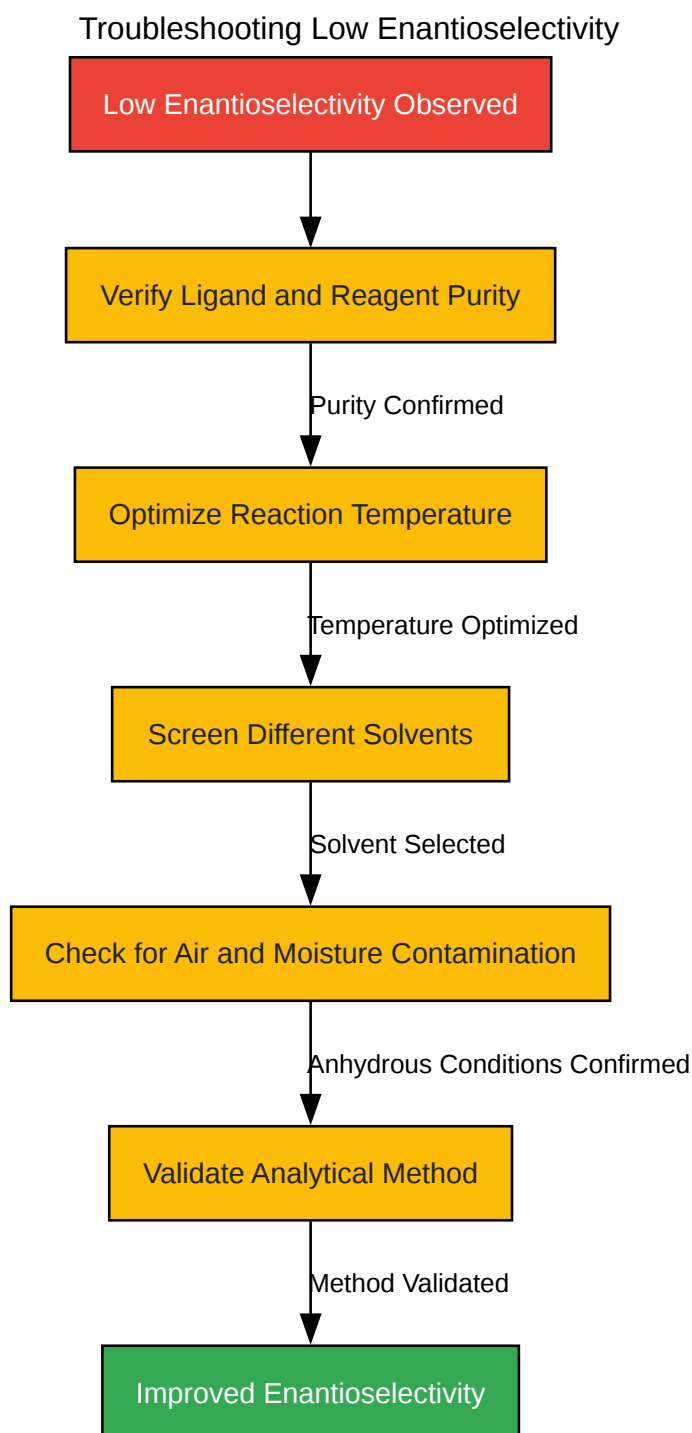 Troubleshooting Low Enantioselectivity
Low Enantioselectivity Observed
Verify Ligand and Reagent Purity
Purity Confirmed
Optimize Reaction Temperature
Temperature Optimized
Screen Different Solvents
Solvent Selected
Check for Air and Moisture Contamination
Anhydrous Conditions Confirmed
Validate Analytical Method
Method Validated
Improved Enantioselectivity